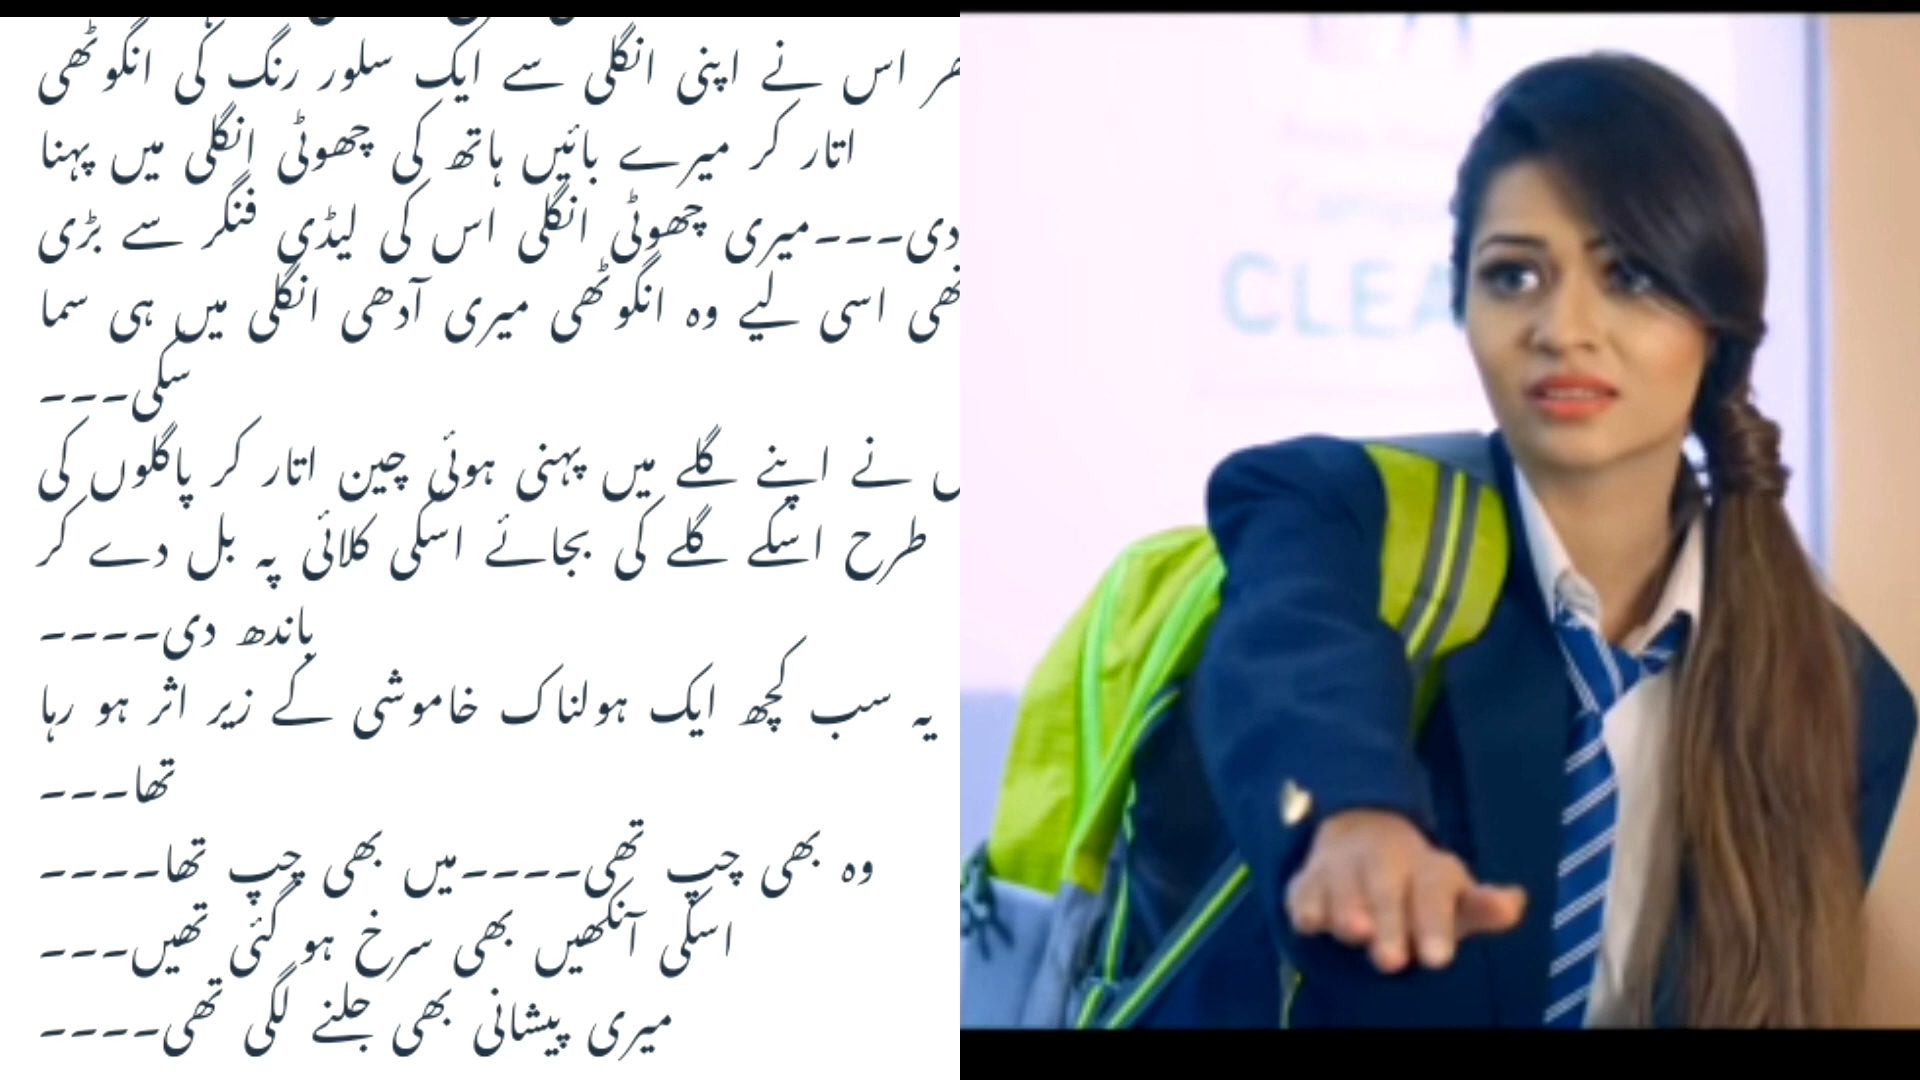 اس نے اپنی انگلی سے ایک سلور رنگ کی انگوٹھی
اتار کر میرے بائیں ہاتھ کی چھوٹی انگلی میں پہنا
دی۔۔۔میری چھوٹی انگلی اس کی لیڈی فنگر سے بڑی
تھی اسی لیے وہ انگوٹھی میری آدھی انگلی میں ہی سما
سکی۔۔۔
نے اپنے گلے میں پہنی ہوئی چین اتار کر پاگلوں کی
طرح اسکے گلے کی بجائے اسکی کلائی پہ بل دے کر
باندھ دی۔۔۔۔
یہ سب کچھ ایک ہولناک خاموشی کے زیر اثر ہو رہا
تھا۔۔۔
وہ بھی چپ تھی۔۔۔۔میں بھی چپ تھا۔۔۔۔
اسکی آنکھیں بھی سرخ ہو گئی تھیں۔۔۔
میری پیشانی بھی جلنے لگی تھی۔۔۔۔
CLEA